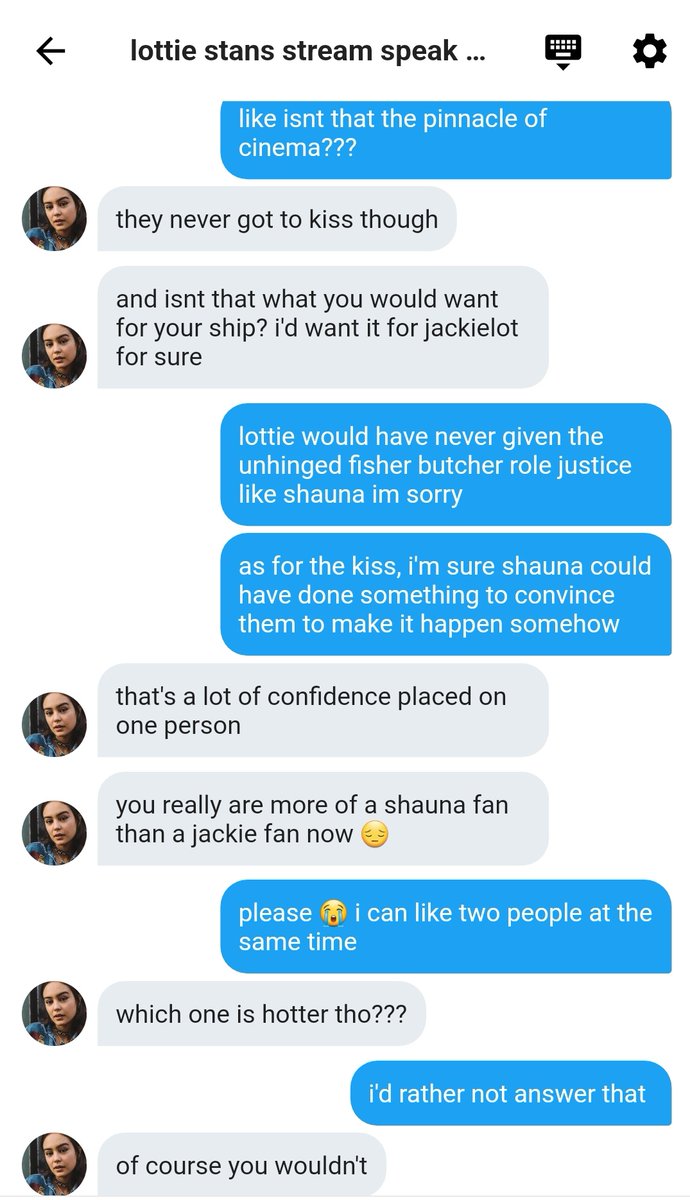 lottie stans stream speak ...
like isnt that the pinnacle of
cinema???
they never got to kiss though
and isnt that what you would want
for your ship? i'd want it for jackielot
for sure
lottie would have never given the
unhinged fisher butcher role justice
like shauna im sorry
as for the kiss, i'm sure shauna could
have done something to convince
them to make it happen somehow
that's a lot of confidence placed on
one person
you really are more of a shauna fan
than a jackie fan now 😔
please 😭 i can like two people at the
same time
which one is hotter tho???
i'd rather not answer that
of course you wouldn't